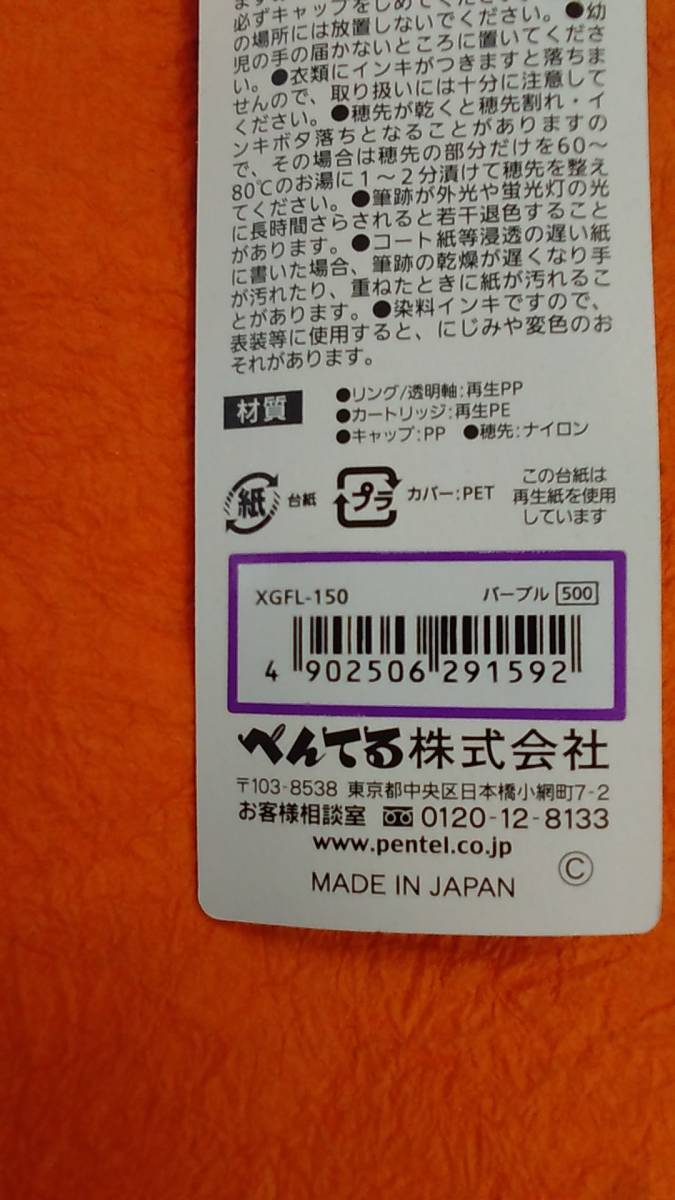 必ずキャップをしめてくださ
の場所には放置しないでください。●幼
児の手の届かないところに置いてくださ
い。●衣類にインキがつきますと落ちま
せんので、取り扱いには十分に注意して
ください。●穂先が乾くと穂先割れ・イ
ンキボタ落ちとなることがありますの
で、その場合は穂先の部分だけを60～
80℃のお湯に1～2分漬けて穂先を整え
てください。●筆跡が外光や蛍光灯の光
に長時間さらされると若干退色すること
があります。●コート紙等浸透の遅い紙
に書いた場合、筆跡の乾燥が遅くなり手
が汚れたり、重ねたときに紙が汚れるこ
とがあります。●染料インキですので、
表装等に使用すると、にじみや変色のお
それがあります。
材質
●リング/透明軸:再生PP
●カートリッジ:再生PE
●キャップ:PP ●穂先:ナイロン
紙 台紙
プラ カバー:PET
この台紙は
再生紙を使用
しています
XGFL-150 パープル 500
4 902506 291592
ぺんてる株式会社
〒103-8538 東京都中央区日本橋小網町7-2
お客様相談室 0120-12-8133
www.pentel.co.jp
MADE IN JAPAN Ⓒ